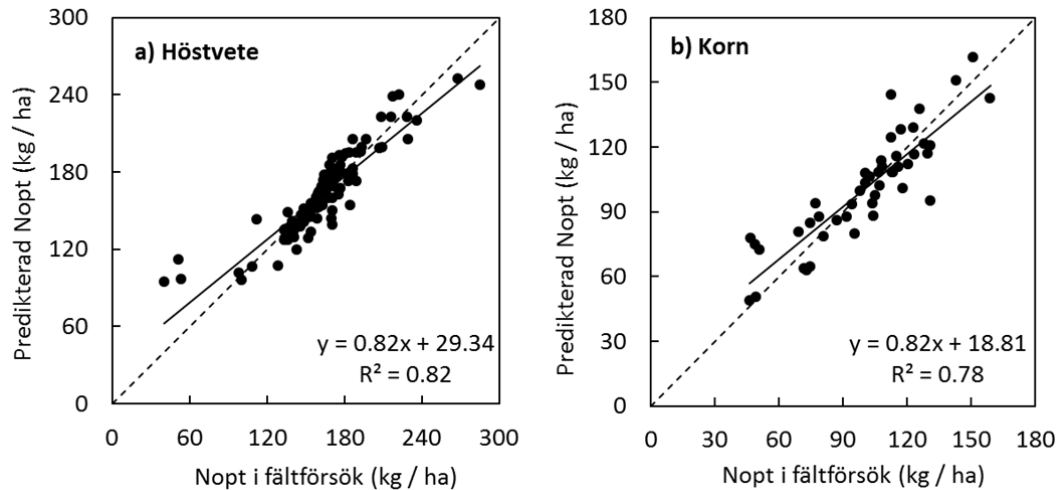 a) Höstvete
Predikterad Nopt (kg / ha)
300
240
180
120
60
0
y = 0.82x + 29.34
R² = 0.82
0 60 120 180 240 300
Nopt i fältförsök (kg / ha)
b) Korn
Predikterad Nopt (kg / ha)
180
150
120
90
60
30
0
y = 0.82x + 18.81
R² = 0.78
0 30 60 90 120 150 180
Nopt i fältförsök (kg / ha)